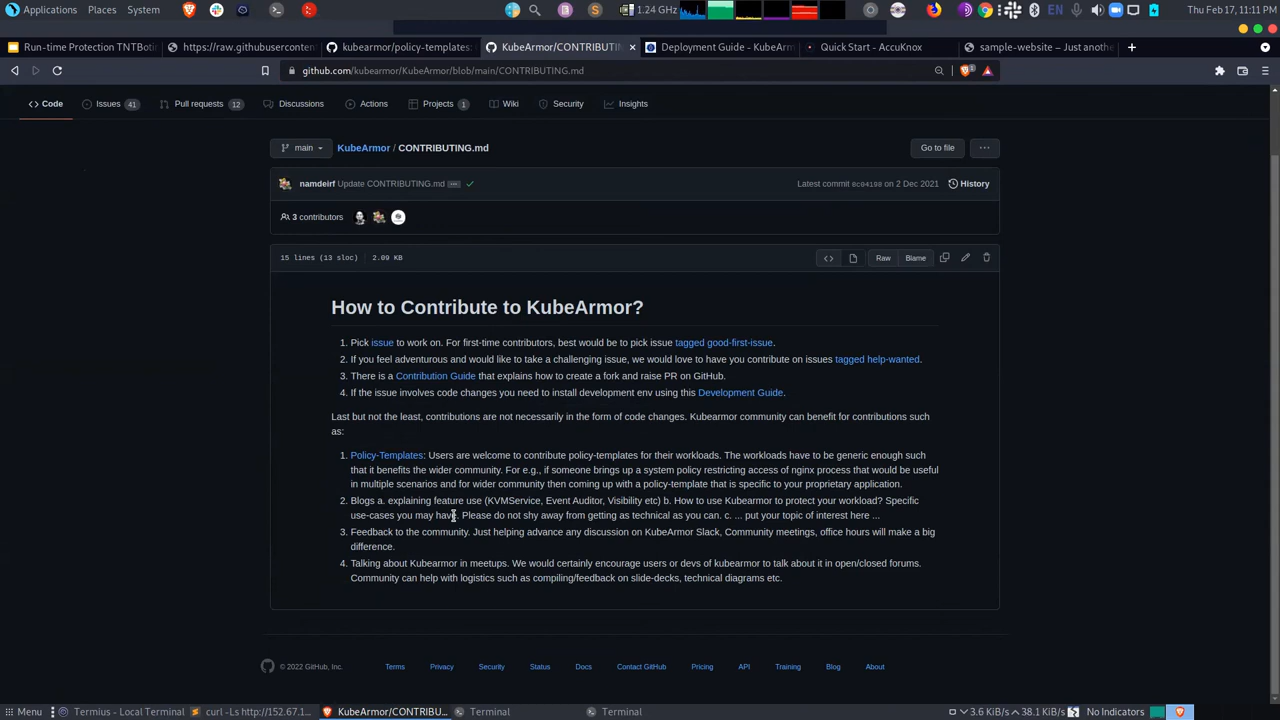 Applications Places System 1.24 GHz EN Thu Feb 17, 11:11 PM
Run-time Protection TNTBoti https://raw.githubusercontent kubearmor/policy-templates: KubeArmor/CONTRIBUTIN Deployment Guide - KubeArm Quick Start - AccuKnox sample-website – Just anothe
github.com/kubearmor/KubeArmor/blob/main/CONTRIBUTING.md
Code Issues 41 Pull requests 12 Discussions Actions Projects 1 Wiki Security Insights
main KubeArmor / CONTRIBUTING.md Go to file
namdeirf Update CONTRIBUTING.md Latest commit 8c04190 on 2 Dec 2021 History
3 contributors
15 lines (13 sloc) 2.09 KB Raw Blame
How to Contribute to KubeArmor?
1. Pick issue to work on. For first-time contributors, best would be to pick issue tagged good-first-issue.
2. If you feel adventurous and would like to take a challenging issue, we would love to have you contribute on issues tagged help-wanted.
3. There is a Contribution Guide that explains how to create a fork and raise PR on GitHub.
4. If the issue involves code changes you need to install development env using this Development Guide.
Last but not the least, contributions are not necessarily in the form of code changes. Kubearmor community can benefit for contributions such
as:
1. Policy-Templates: Users are welcome to contribute policy-templates for their workloads. The workloads have to be generic enough such
that it benefits the wider community. For e.g., if someone brings up a system policy restricting access of nginx process that would be useful
in multiple scenarios and for wider community then coming up with a policy-template that is specific to your proprietary application.
2. Blogs a. explaining feature use (KVMService, Event Auditor, Visibility etc) b. How to use Kubearmor to protect your workload? Specific
use-cases you may have. Please do not shy away from getting as technical as you can. c. ... put your topic of interest here ...
3. Feedback to the community. Just helping advance any discussion on KubeArmor Slack, Community meetings, office hours will make a big
difference.
4. Talking about Kubearmor in meetups. We would certainly encourage users or devs of kubearmor to talk about it in open/closed forums.
Community can help with logistics such as compiling/feedback on slide-decks, technical diagrams etc.
© 2022 GitHub, Inc. Terms Privacy Security Status Docs Contact GitHub Pricing API Training Blog About
Menu Termius - Local Terminal curl -Ls http://152.67.1... KubeArmor/CONTRIBU... Terminal Terminal 3.6 KiB/s 38.1 KiB/s No Indicators